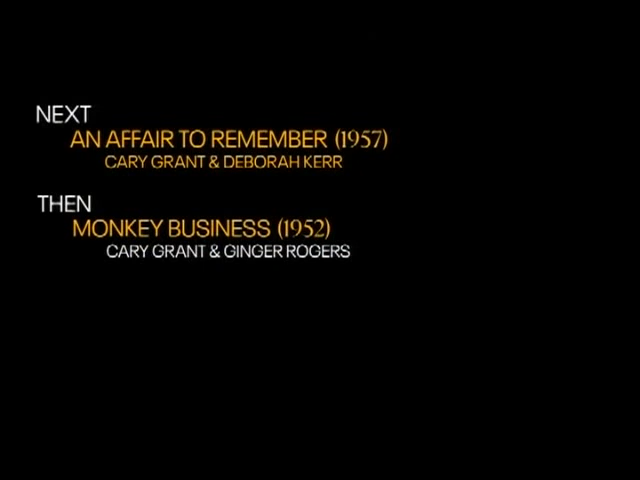 NEXT
AN AFFAIR TO REMEMBER (1957)
CARY GRANT & DEBORAH KERR
THEN
MONKEY BUSINESS (1952)
CARY GRANT & GINGER ROGERS